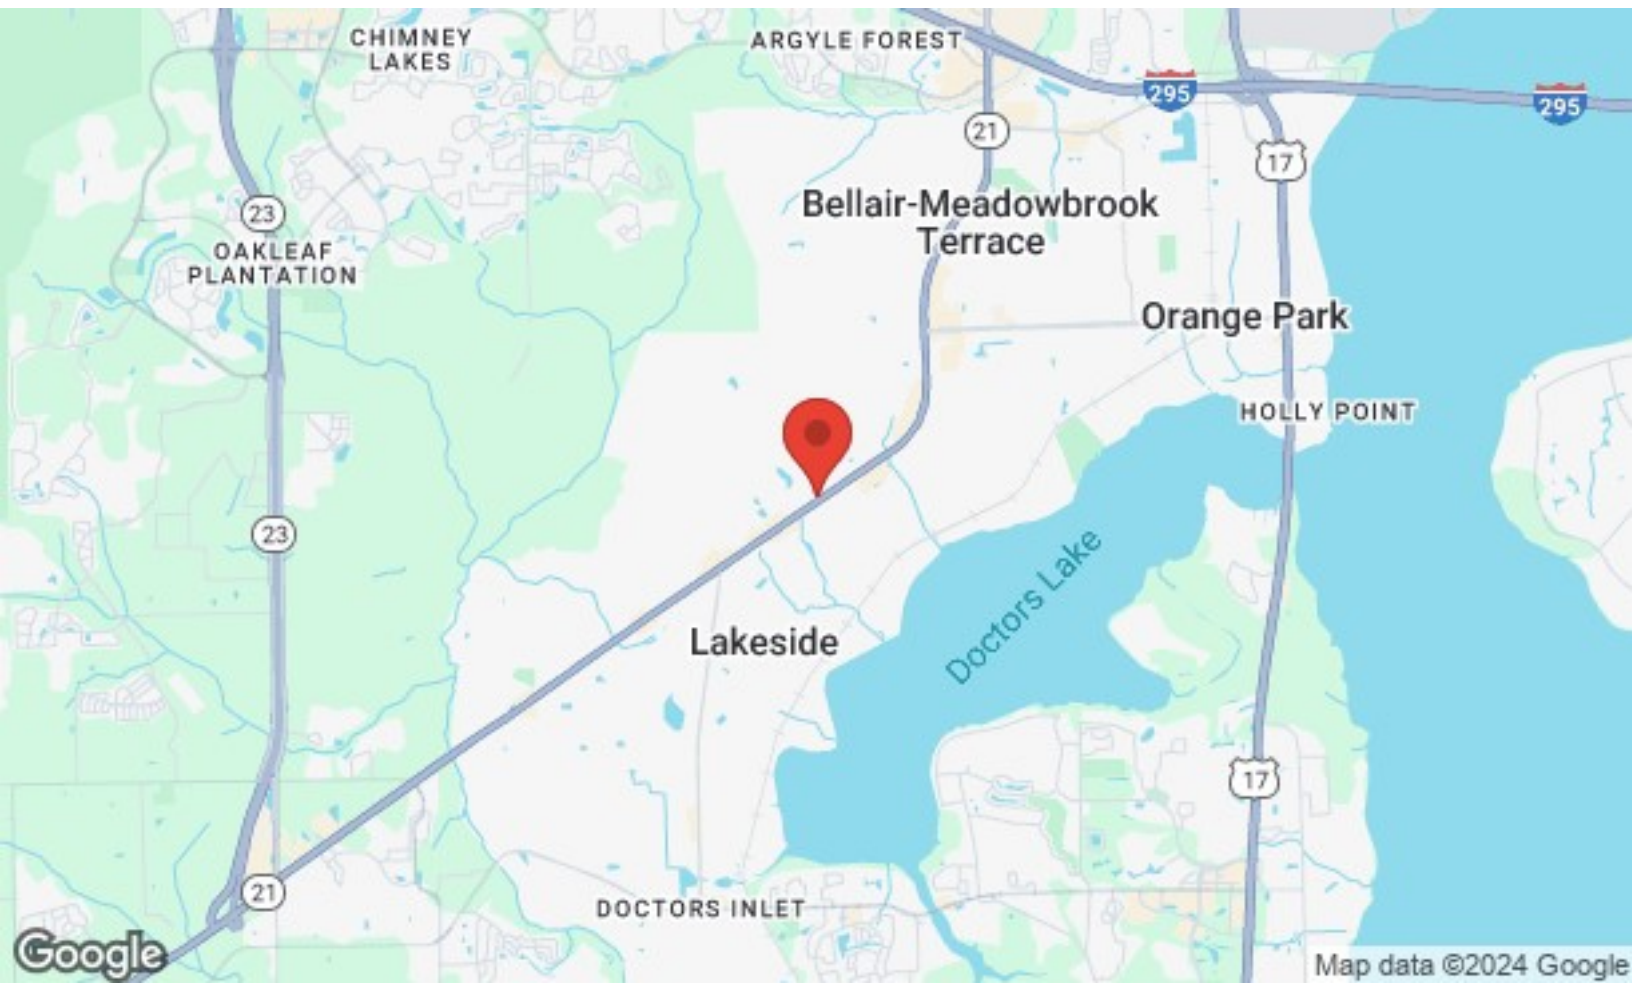 CHIMNEY
LAKES
ARGYLE FOREST
295
295
21
17
Bellair-Meadowbrook
Terrace
23
OAKLEAF
PLANTATION
Orange Park
HOLLY POINT
23
Doctors Lake
Lakeside
17
21
DOCTORS INLET
Google
Map data ©2024 Google